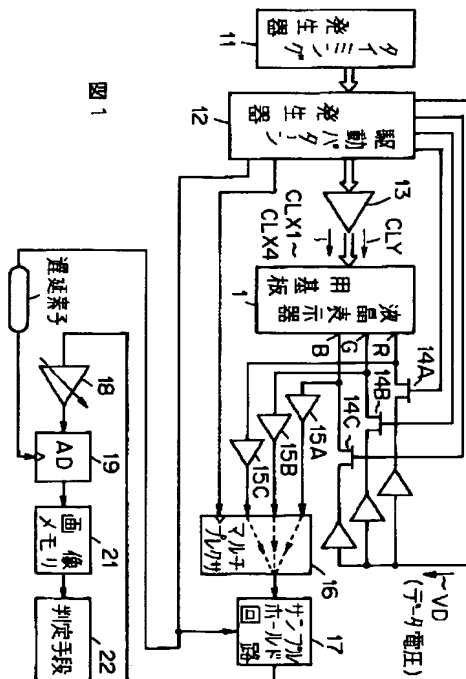 図1
タイミング
発生器
11
駆動パターン
発生器
12
13
CLY
CLX1~
CLX4
液晶表示器
用基板
1
R
G
B
14A
14B
14C
15A
15B
15C
マルチ
プレクサ
16
サンプル
ホールド
回路
17
~VD
(データ電圧)
遅延素子
18
AD
19
画像
メモリ
21
判定手段
22